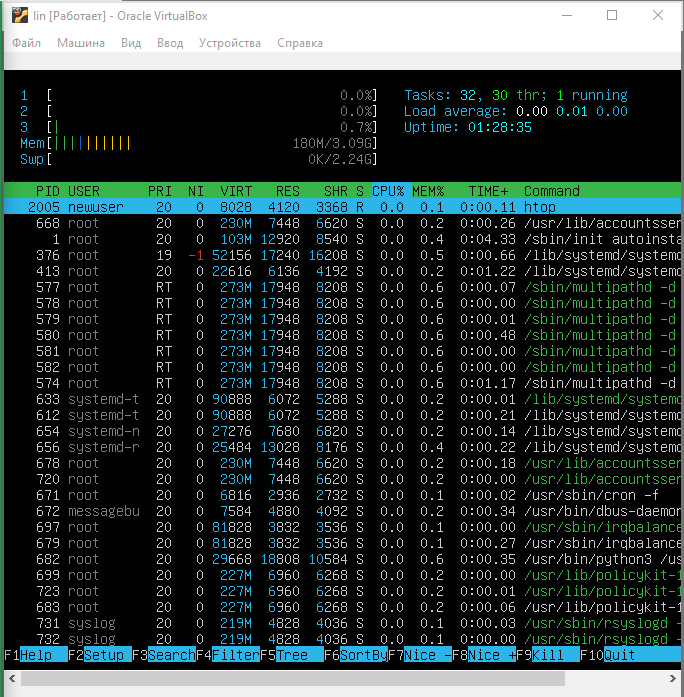 lin [Работает] - Oracle VirtualBox
Файл Машина Вид Ввод Устройства Справка
1 [ 0.0%] Tasks: 32, 30 thr; 1 running
2 [ 0.0%] Load average: 0.00 0.01 0.00
3 [| 0.7%] Uptime: 01:28:35
Mem[|||||||||| 180M/3.09G]
Swp[ 0K/2.24G]
PID USER PRI NI VIRT RES SHR S CPU% MEM% TIME+ Command
2005 newuser 20 0 8028 4120 3368 R 0.0 0.1 0:00.11 htop
668 root 20 0 230M 7448 6620 S 0.0 0.2 0:00.26 /usr/lib/accountsser
1 root 20 0 103M 12920 8540 S 0.0 0.4 0:04.33 /sbin/init autoinsta
376 root 19 -1 52156 17240 16208 S 0.0 0.5 0:00.66 /lib/systemd/systemd
413 root 20 0 22616 6136 4192 S 0.0 0.2 0:01.22 /lib/systemd/systemd
577 root RT 0 273M 17948 8208 S 0.0 0.6 0:00.07 /sbin/multipathd -d
578 root RT 0 273M 17948 8208 S 0.0 0.6 0:00.00 /sbin/multipathd -d
579 root RT 0 273M 17948 8208 S 0.0 0.6 0:00.01 /sbin/multipathd -d
580 root RT 0 273M 17948 8208 S 0.0 0.6 0:00.48 /sbin/multipathd -d
581 root RT 0 273M 17948 8208 S 0.0 0.6 0:00.00 /sbin/multipathd -d
582 root RT 0 273M 17948 8208 S 0.0 0.6 0:00.00 /sbin/multipathd -d
574 root RT 0 273M 17948 8208 S 0.0 0.6 0:01.17 /sbin/multipathd -d
633 systemd-t 20 0 90888 6072 5288 S 0.0 0.2 0:00.01 /lib/systemd/systemd
612 systemd-t 20 0 90888 6072 5288 S 0.0 0.2 0:00.21 /lib/systemd/systemd
654 systemd-n 20 0 27276 7680 6820 S 0.0 0.2 0:00.14 /lib/systemd/systemd
656 systemd-r 20 0 25484 13028 8176 S 0.0 0.4 0:00.22 /lib/systemd/systemd
678 root 20 0 230M 7448 6620 S 0.0 0.2 0:00.18 /usr/lib/accountsser
720 root 20 0 230M 7448 6620 S 0.0 0.2 0:00.00 /usr/lib/accountsser
671 root 20 0 6816 2936 2732 S 0.0 0.1 0:00.02 /usr/sbin/cron -f
672 messagebu 20 0 7584 4880 4092 S 0.0 0.2 0:00.34 /usr/bin/dbus-daemon
697 root 20 0 81828 3832 3536 S 0.0 0.1 0:00.00 /usr/sbin/irqbalance
679 root 20 0 81828 3832 3536 S 0.0 0.1 0:00.27 /usr/sbin/irqbalance
682 root 20 0 29668 18808 10584 S 0.0 0.6 0:00.35 /usr/bin/python3 /us
699 root 20 0 227M 6960 6268 S 0.0 0.2 0:00.00 /usr/lib/policykit-1
723 root 20 0 227M 6960 6268 S 0.0 0.2 0:00.01 /usr/lib/policykit-1
683 root 20 0 227M 6960 6268 S 0.0 0.2 0:00.06 /usr/lib/policykit-1
731 syslog 20 0 219M 4828 4036 S 0.0 0.1 0:00.03 /usr/sbin/rsyslogd -
732 syslog 20 0 219M 4828 4036 S 0.0 0.1 0:00.00 /usr/sbin/rsyslogd -
F1Help F2Setup F3SearchF4FilterF5Tree F6SortByF7Nice -F8Nice +F9Kill F10Quit